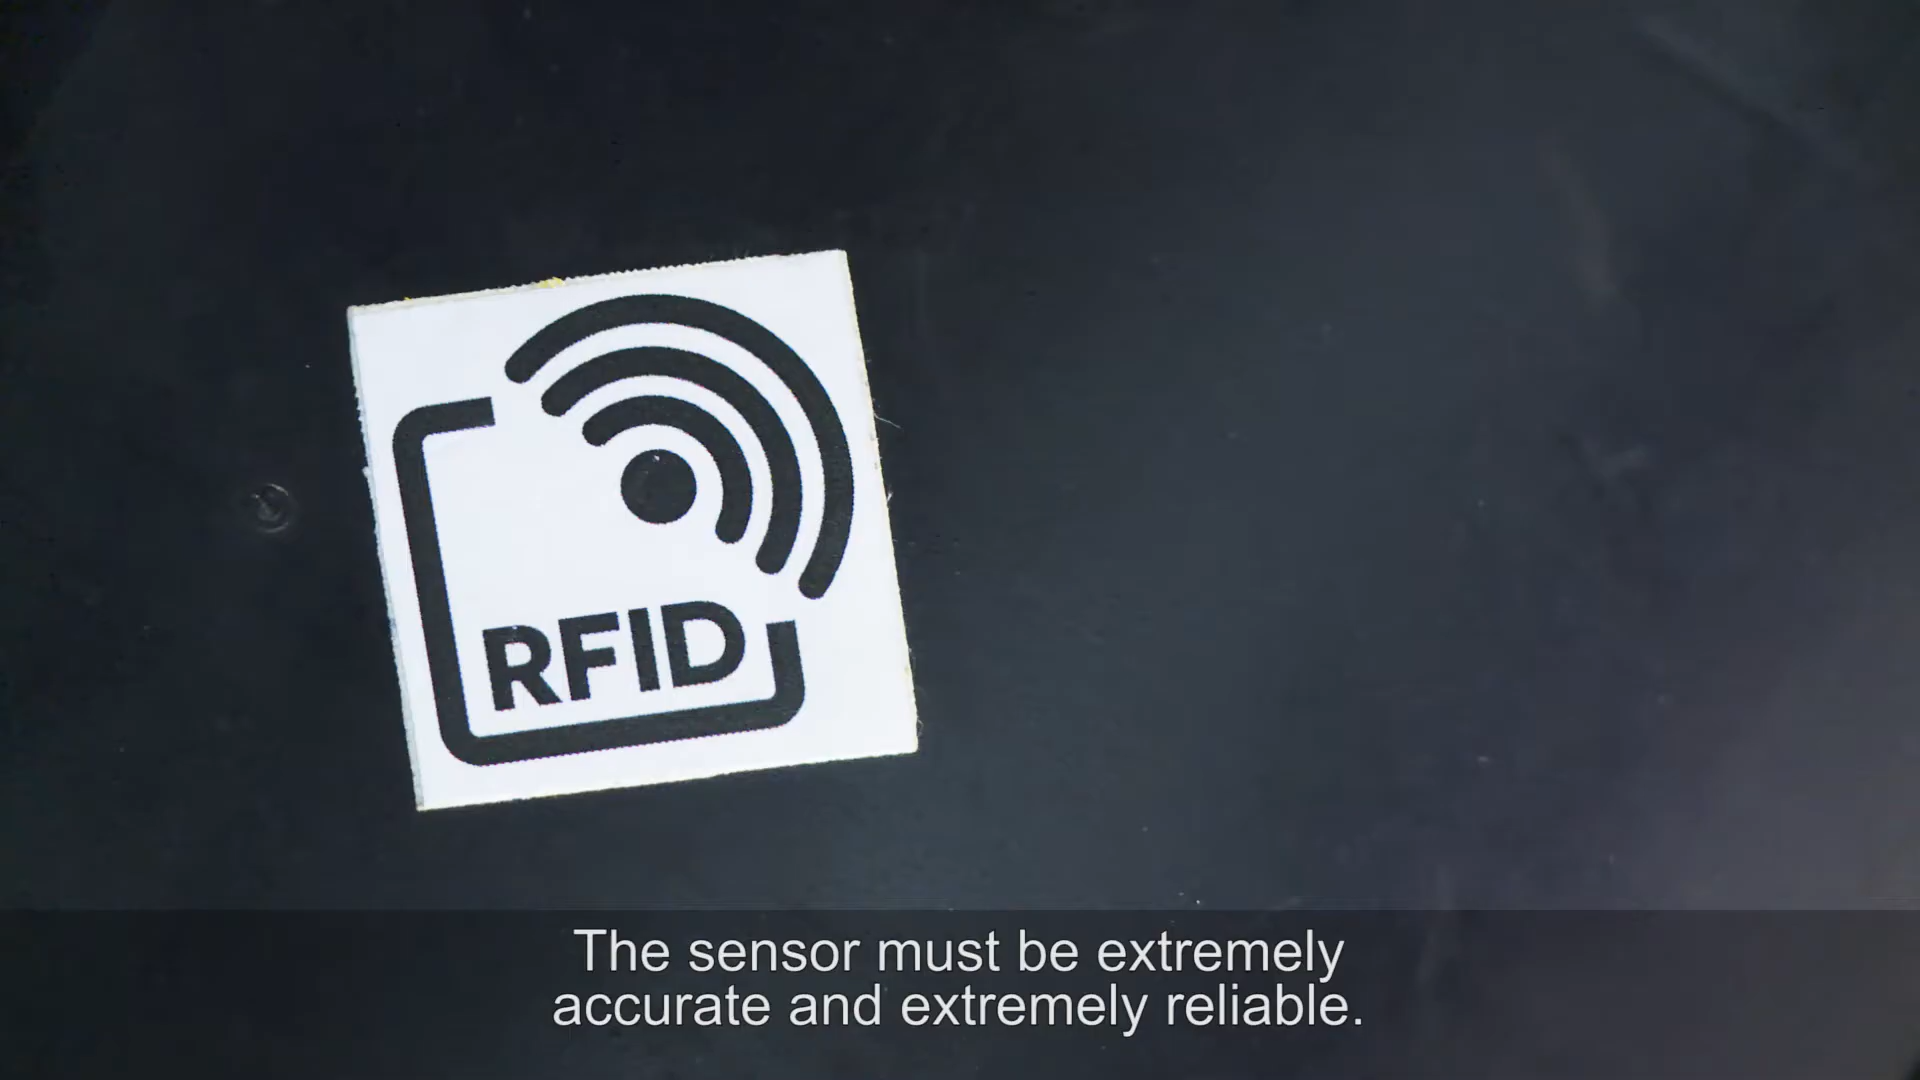 RFID
The sensor must be extremely
accurate and extremely reliable.